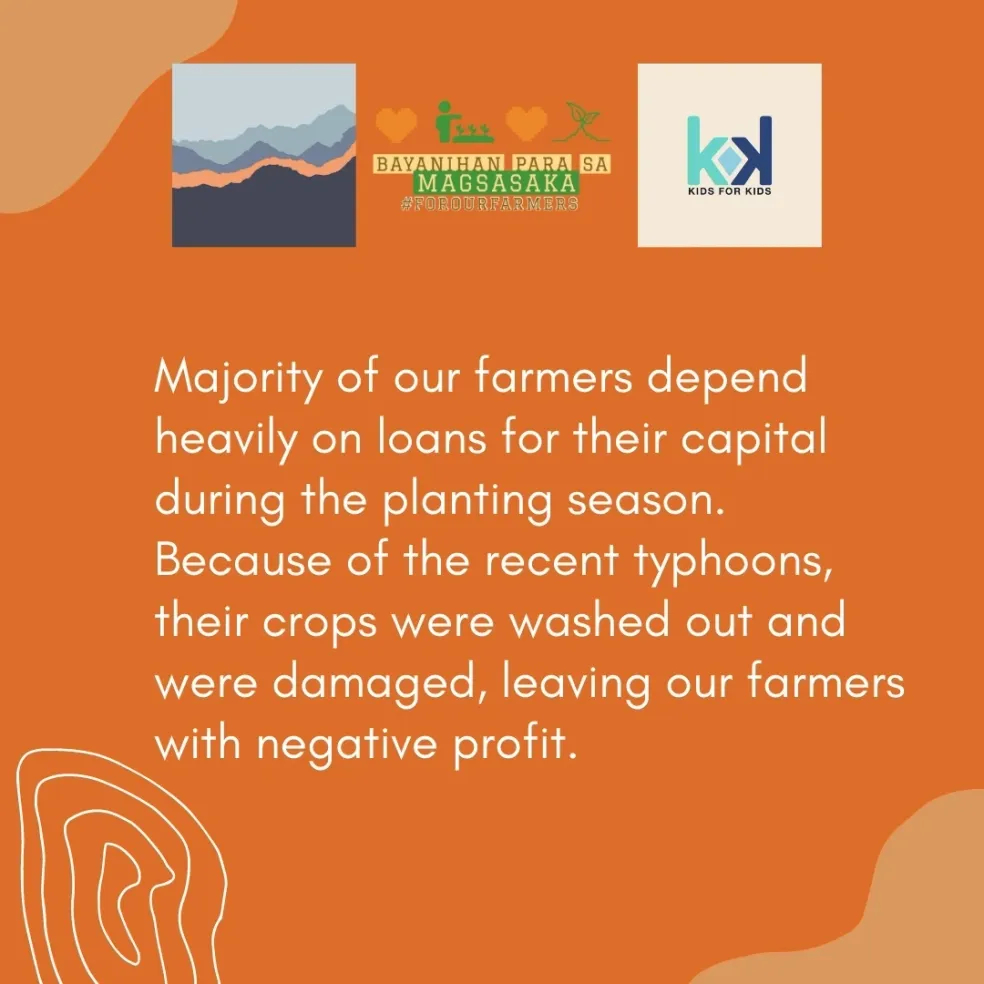 BAYANIHAN PARA SA
MAGSASAKA
#FOROURFARMERS
KIDS FOR KIDS
Majority of our farmers depend
heavily on loans for their capital
during the planting season.
Because of the recent typhoons,
their crops were washed out and
were damaged, leaving our farmers
with negative profit.